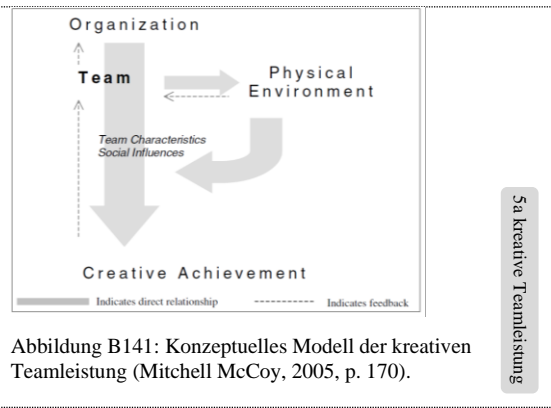 Organization
Team
Physical
Environment
Team Characteristics
Social Influences
Creative Achievement
Indicates direct relationship
Indicates feedback
Abbildung B141: Konzeptuelles Modell der kreativen
Teamleistung (Mitchell McCoy, 2005, p. 170).
5a kreative Teamleistung